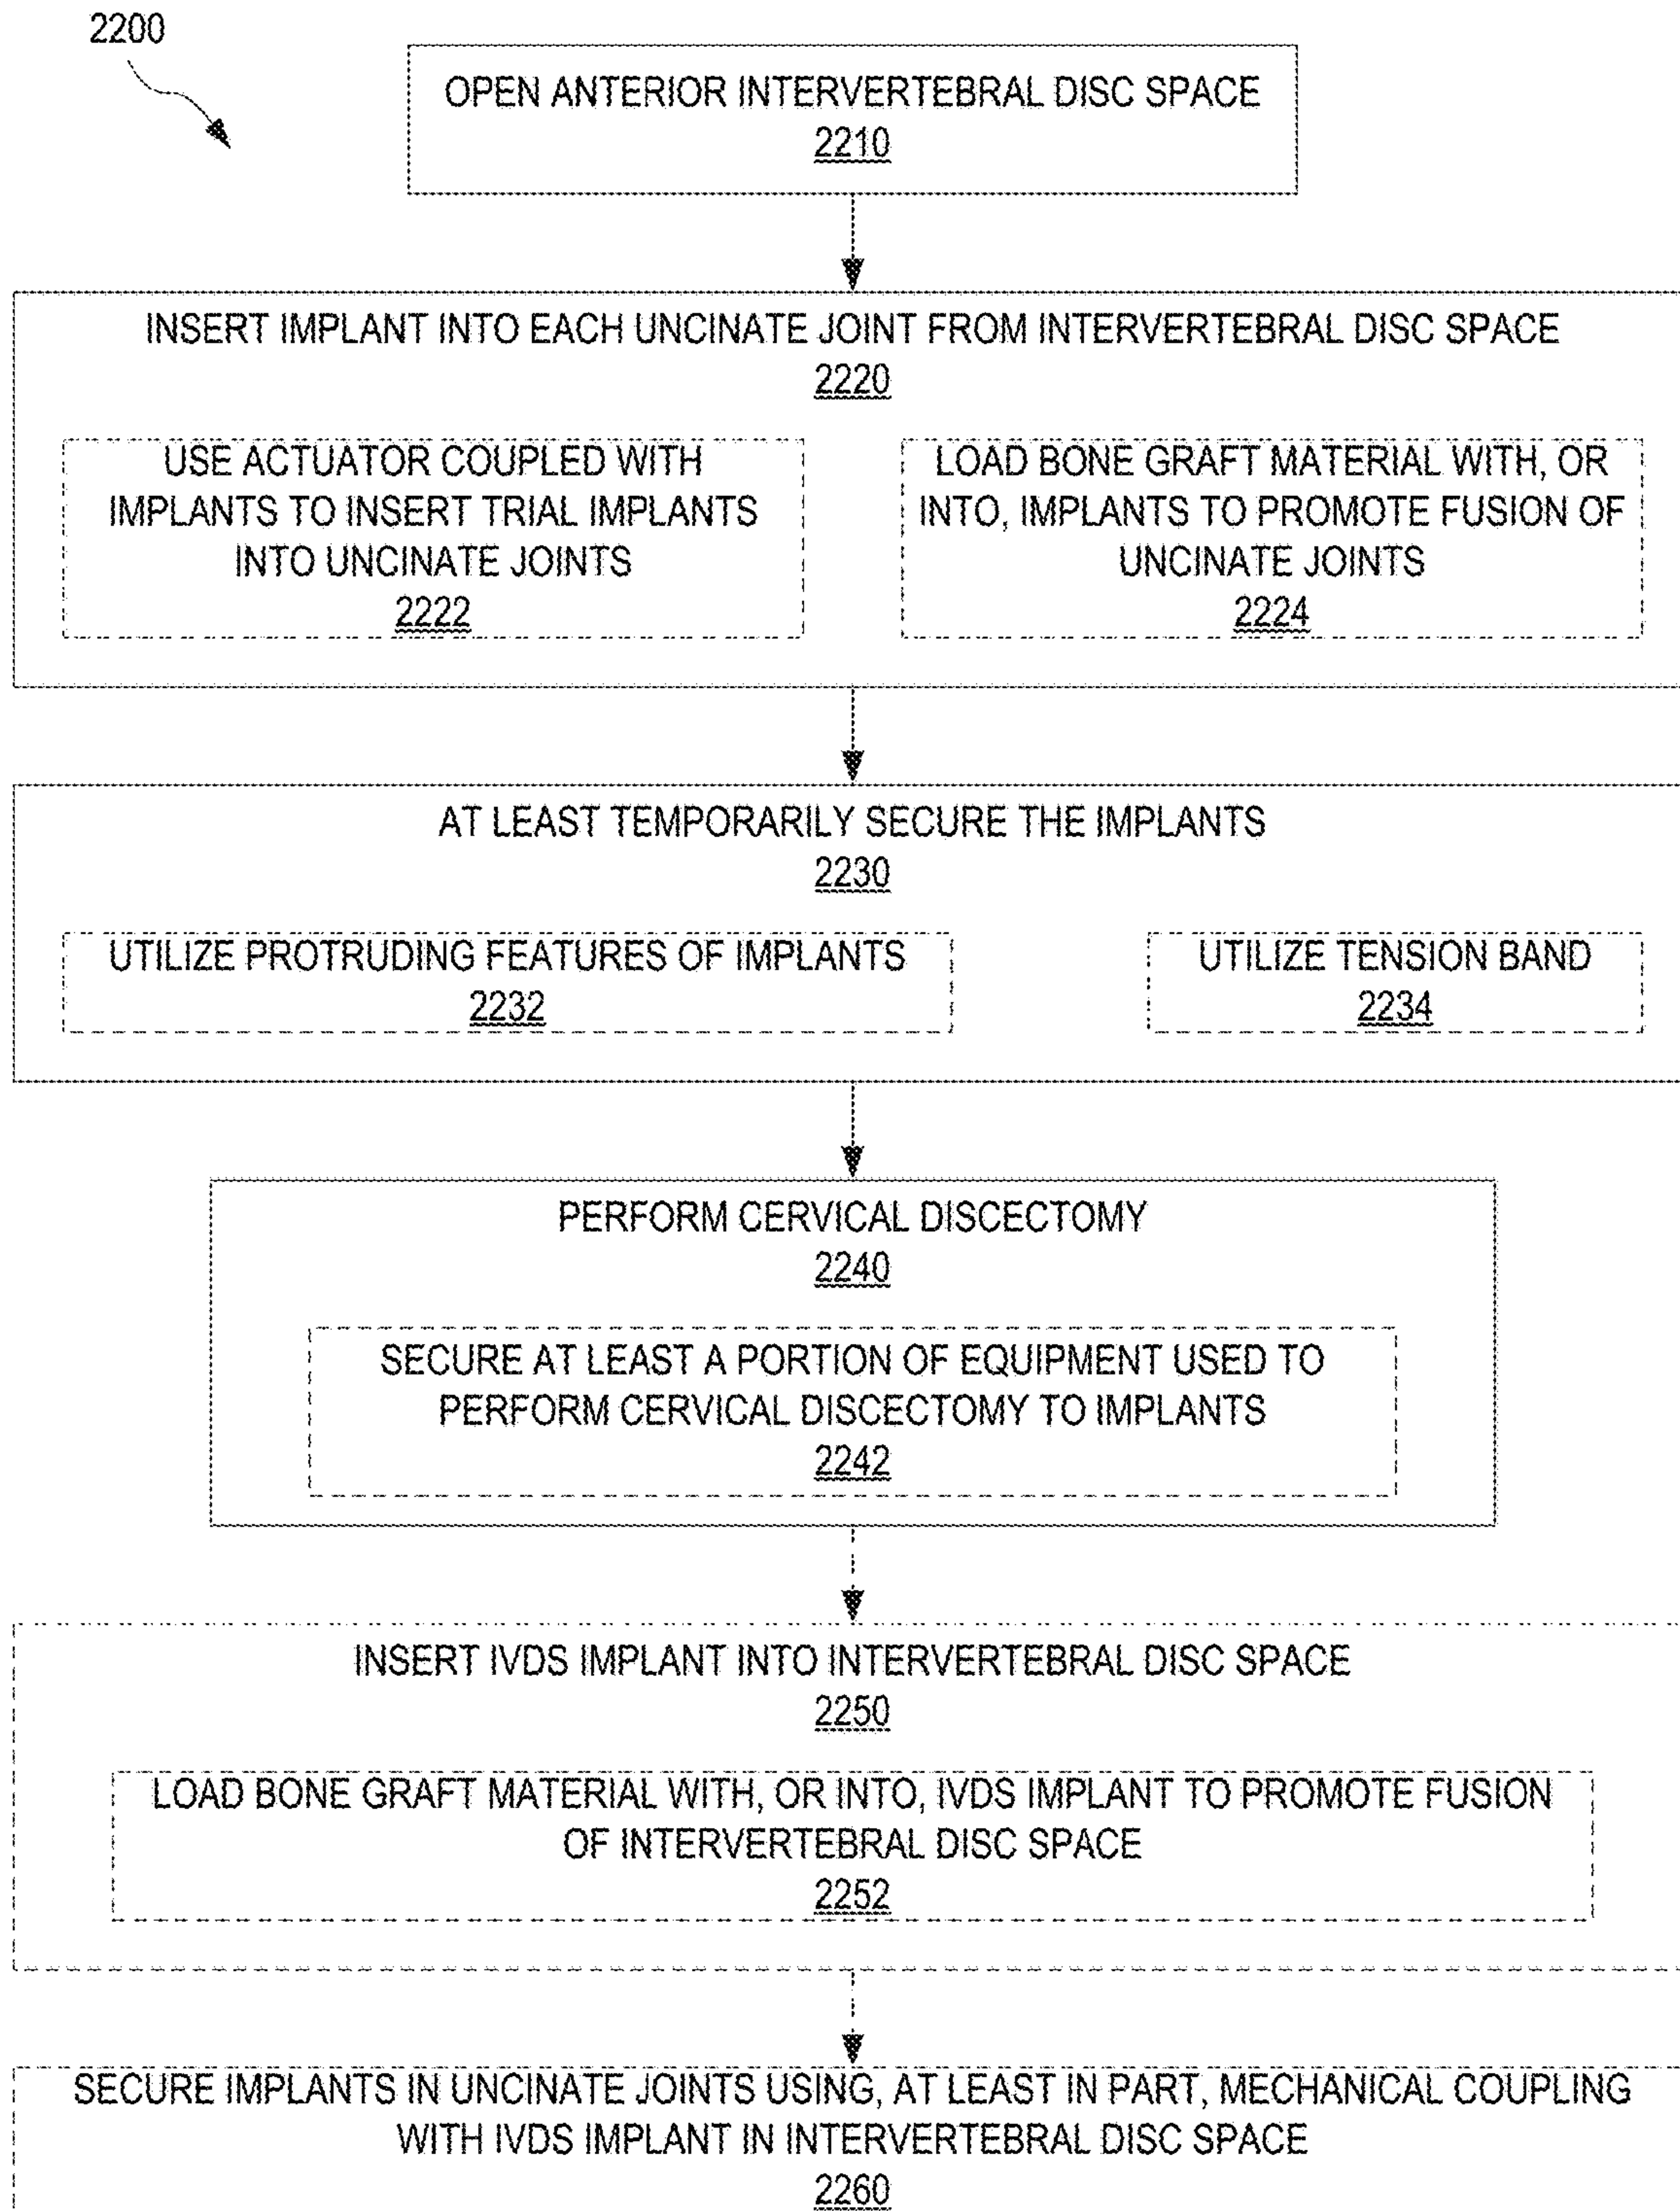 2200
OPEN ANTERIOR INTERVERTEBRAL DISC SPACE
2210
INSERT IMPLANT INTO EACH UNCINATE JOINT FROM INTERVERTEBRAL DISC SPACE
2220
USE ACTUATOR COUPLED WITH
IMPLANTS TO INSERT TRIAL IMPLANTS
INTO UNCINATE JOINTS
2222
LOAD BONE GRAFT MATERIAL WITH, OR
INTO, IMPLANTS TO PROMOTE FUSION OF
UNCINATE JOINTS
2224
AT LEAST TEMPORARILY SECURE THE IMPLANTS
2230
UTILIZE PROTRUDING FEATURES OF IMPLANTS
2232
UTILIZE TENSION BAND
2234
PERFORM CERVICAL DISCECTOMY
2240
SECURE AT LEAST A PORTION OF EQUIPMENT USED TO
PERFORM CERVICAL DISCECTOMY TO IMPLANTS
2242
INSERT IVDS IMPLANT INTO INTERVERTEBRAL DISC SPACE
2250
LOAD BONE GRAFT MATERIAL WITH, OR INTO, IVDS IMPLANT TO PROMOTE FUSION
OF INTERVERTEBRAL DISC SPACE
2252
SECURE IMPLANTS IN UNCINATE JOINTS USING, AT LEAST IN PART, MECHANICAL COUPLING
WITH IVDS IMPLANT IN INTERVERTEBRAL DISC SPACE
2260